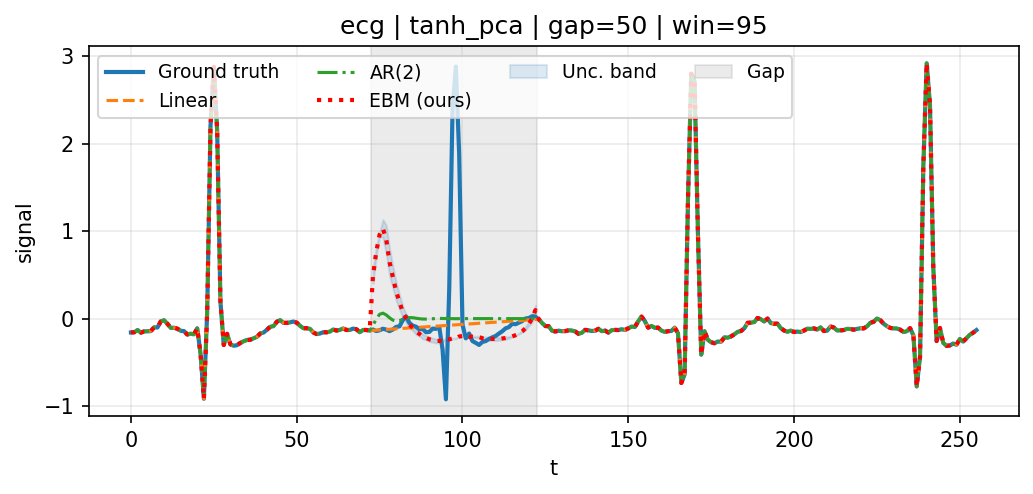 ecg | tanh_pca | gap=50 | win=95
Ground truth
Linear
AR(2)
EBM (ours)
Unc. band
Gap
3
2
1
0
−1
signal
0
50
100
150
200
250
t